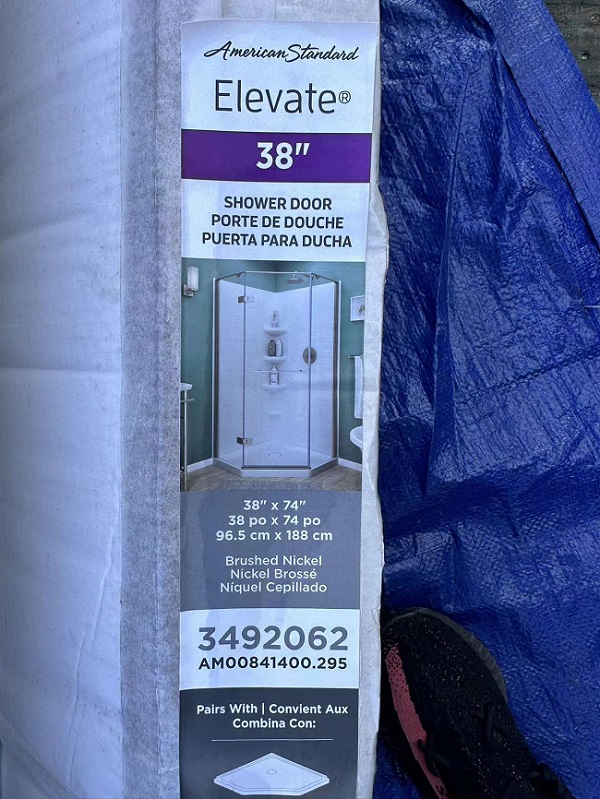 American Standard
Elevate®
38"
SHOWER DOOR
PORTE DE DOUCHE
PUERTA PARA DUCHA
38" x 74"
38 po x 74 po
96.5 cm x 188 cm
Brushed Nickel
Nickel Brossé
Níquel Cepillado
3492062
AM00841400.295
Pairs With | Convient Aux
Combina Con: